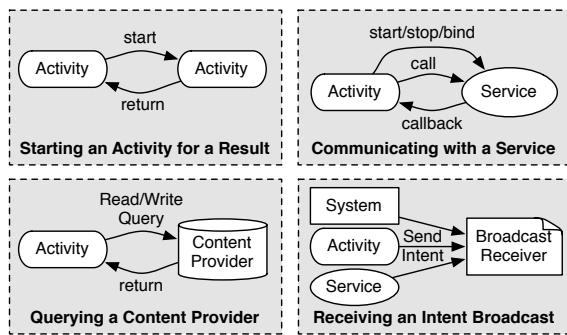 start
Activity
Activity
return
Starting an Activity for a Result
start/stop/bind
call
Activity
Service
callback
Communicating with a Service
Read/Write
Query
Activity
Content
Provider
return
Querying a Content Provider
System
Activity
Send
Intent
Broadcast
Receiver
Service
Receiving an Intent Broadcast